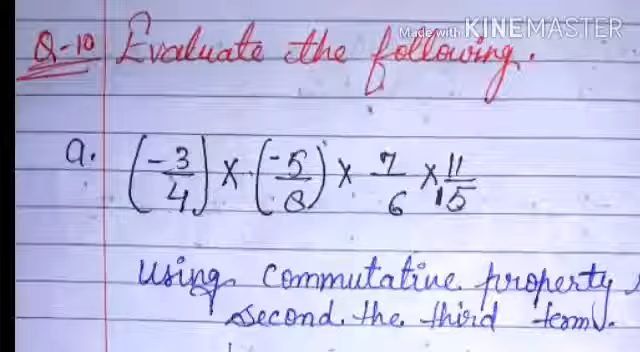 Made with KINEMASTER
Q-10 Evaluate the following.
a. (-3/4) × (-5/8) × 7/6 × 11/15
using commutative property
second the third term.